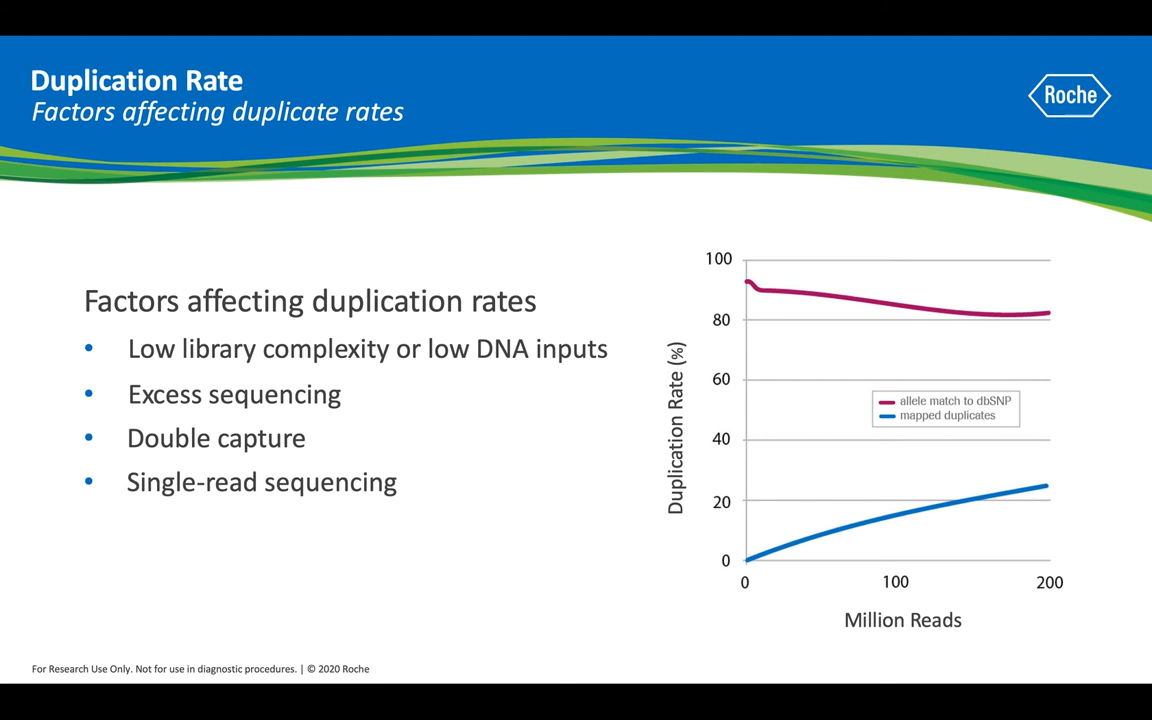 Duplication Rate
Factors affecting duplicate rates
Roche
Factors affecting duplication rates
• Low library complexity or low DNA inputs
• Excess sequencing
• Double capture
• Single-read sequencing
Duplication Rate (%)
100
80
60
40
20
0
allele match to dbSNP
mapped duplicates
0 100 200
Million Reads
For Research Use Only. Not for use in diagnostic procedures. | © 2020 Roche